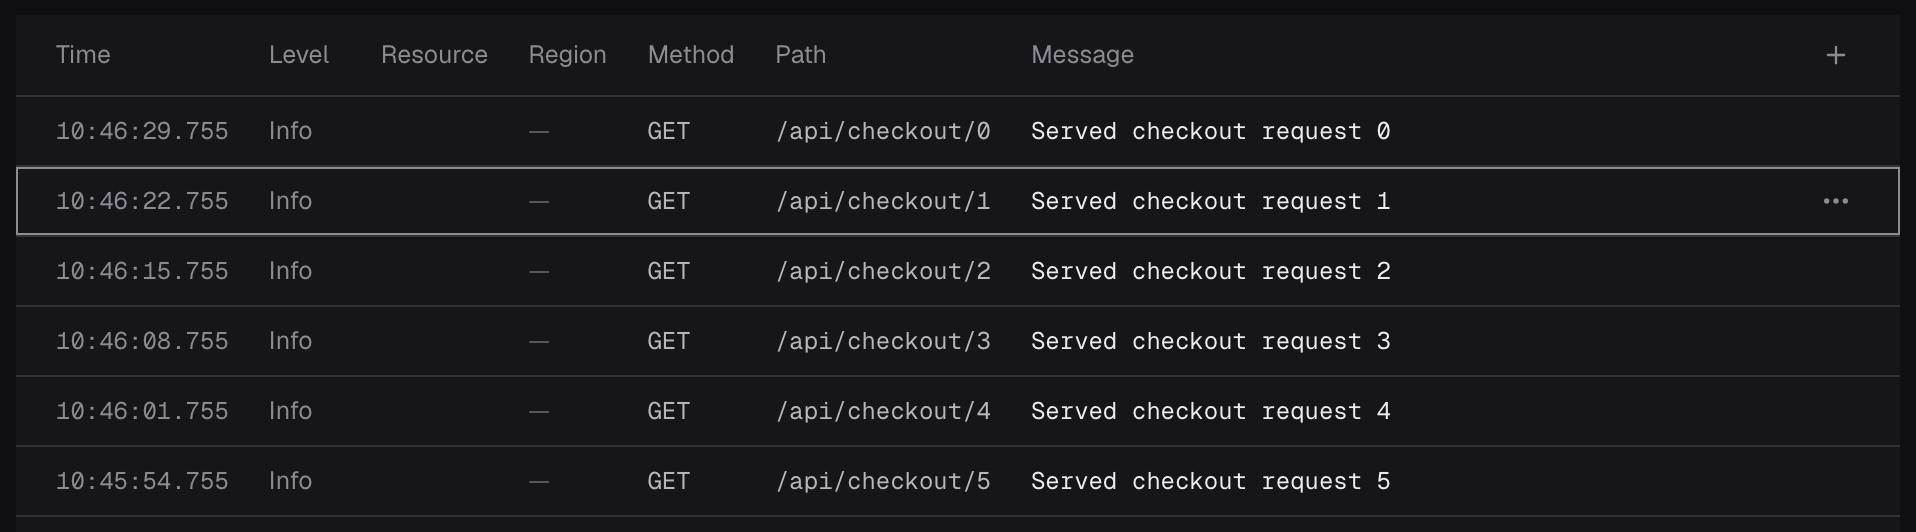 Time Level Resource Region Method Path Message +
10:46:29.755 Info — GET /api/checkout/0 Served checkout request 0
10:46:22.755 Info — GET /api/checkout/1 Served checkout request 1 •••
10:46:15.755 Info — GET /api/checkout/2 Served checkout request 2
10:46:08.755 Info — GET /api/checkout/3 Served checkout request 3
10:46:01.755 Info — GET /api/checkout/4 Served checkout request 4
10:45:54.755 Info — GET /api/checkout/5 Served checkout request 5